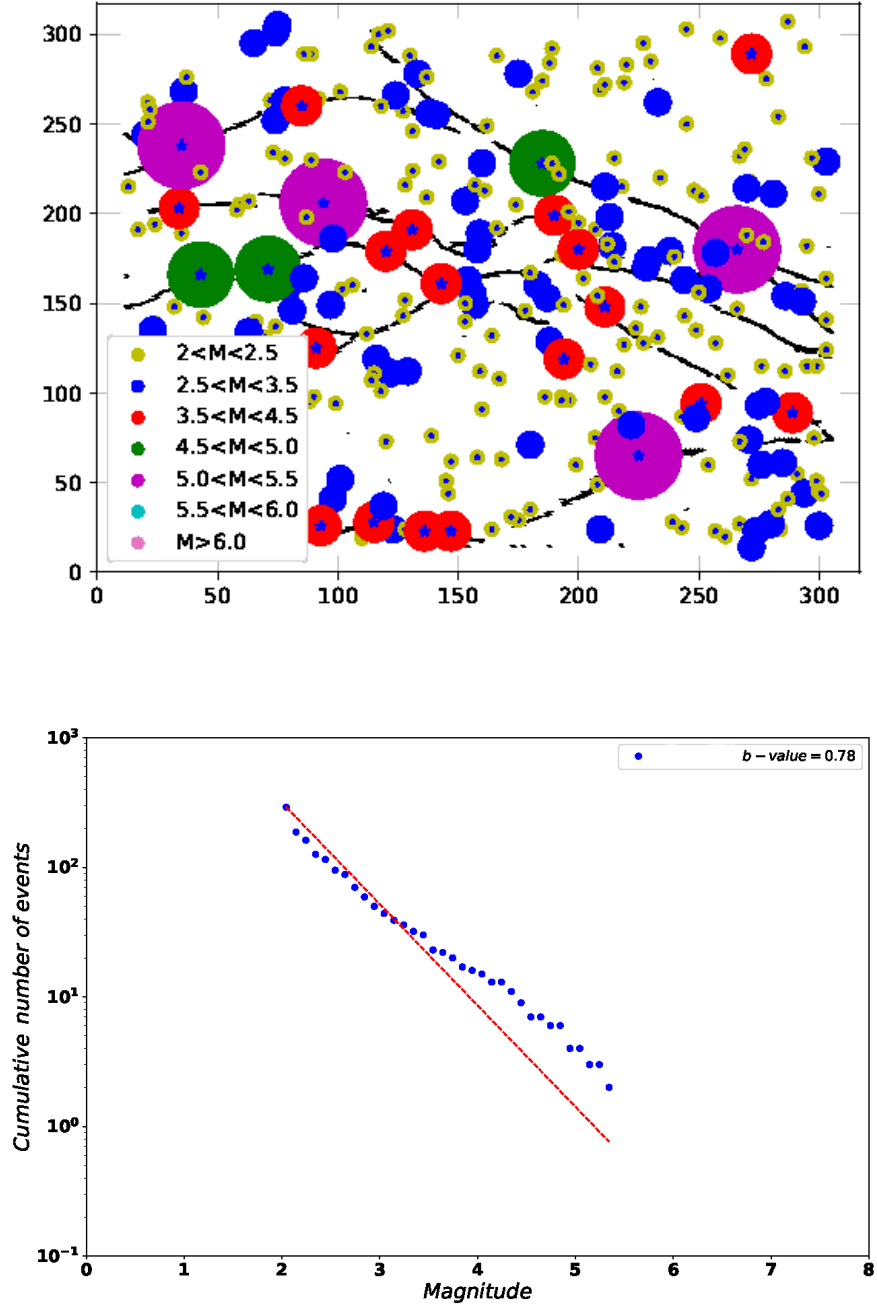 300
250
200
150
100
50
0
2<M<2.5
2.5<M<3.5
3.5<M<4.5
4.5<M<5.0
5.0<M<5.5
5.5<M<6.0
M>6.0
0 50 100 150 200 250 300
10³
10²
10¹
10⁰
10⁻¹
Cumulative number of events
b − value = 0.78
0 1 2 3 4 5 6 7 8
Magnitude